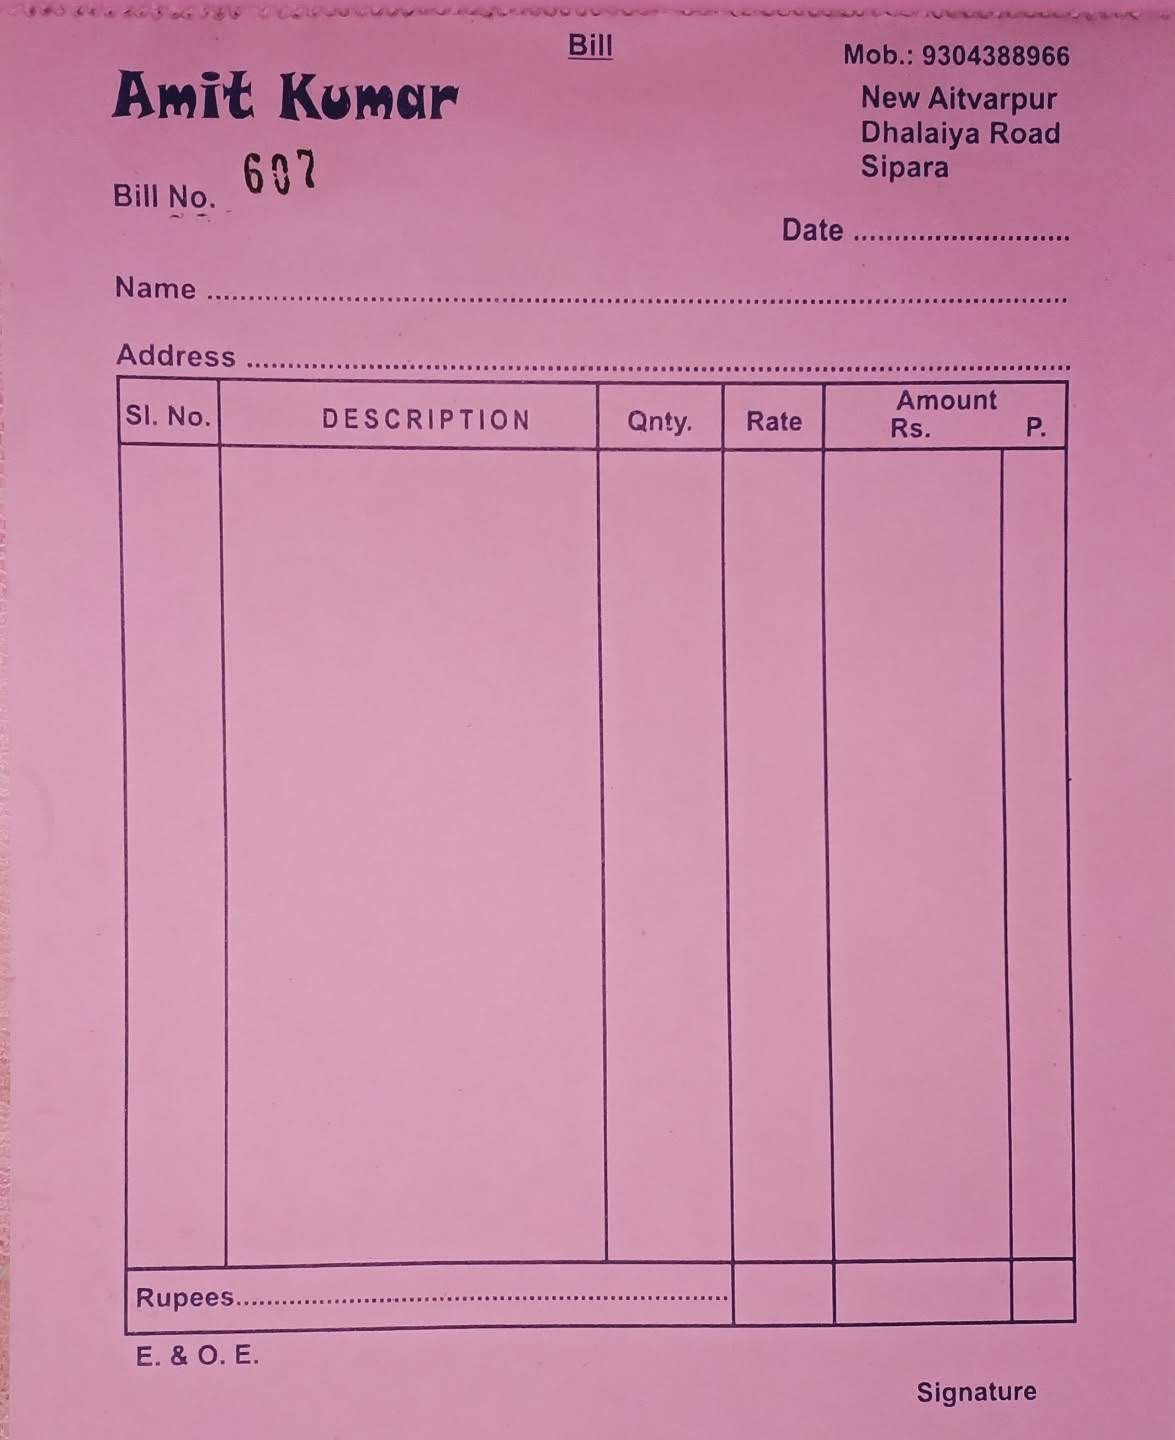 Bill
Mob.: 9304388966
Amit Kumar
New Aitvarpur
Dhalaiya Road
Sipara
Bill No. 607
Date ............................
Name ....................................................................................
Address ................................................................................
Sl. No. DESCRIPTION Qnty. Rate Amount
Rs. P.
Rupees................................................................
E. & O. E.
Signature